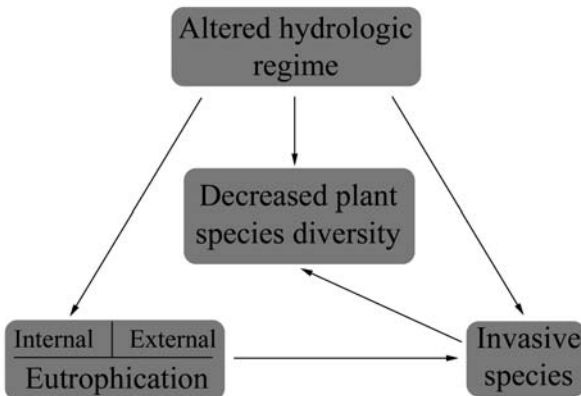 Altered hydrologic
regime
Decreased plant
species diversity
Internal External
Eutrophication
Invasive
species